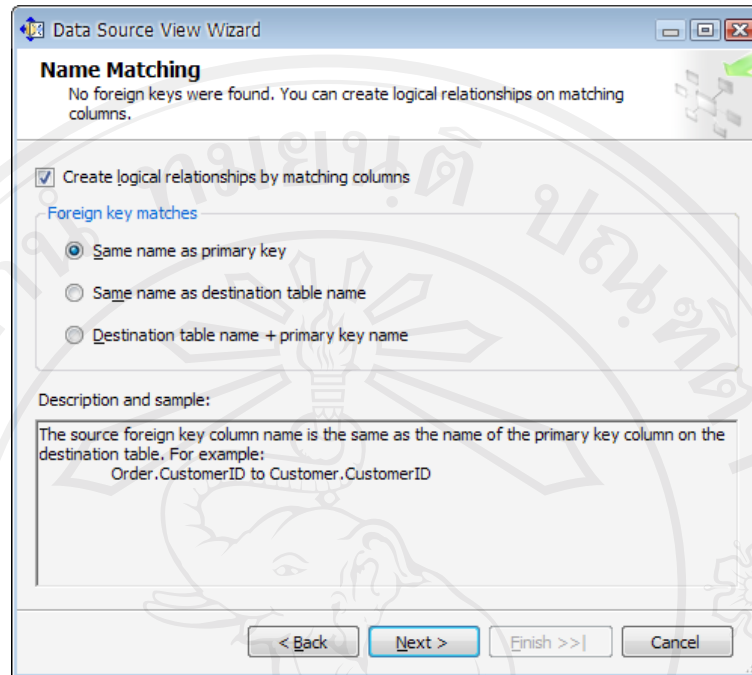 Data Source View Wizard
Name Matching
No foreign keys were found. You can create logical relationships on matching
columns.
Create logical relationships by matching columns
Foreign key matches
Same name as primary key
Same name as destination table name
Destination table name + primary key name
Description and sample:
The source foreign key column name is the same as the name of the primary key column on the
destination table. For example:
Order.CustomerID to Customer.CustomerID
< Back
Next >
Finish >>|
Cancel